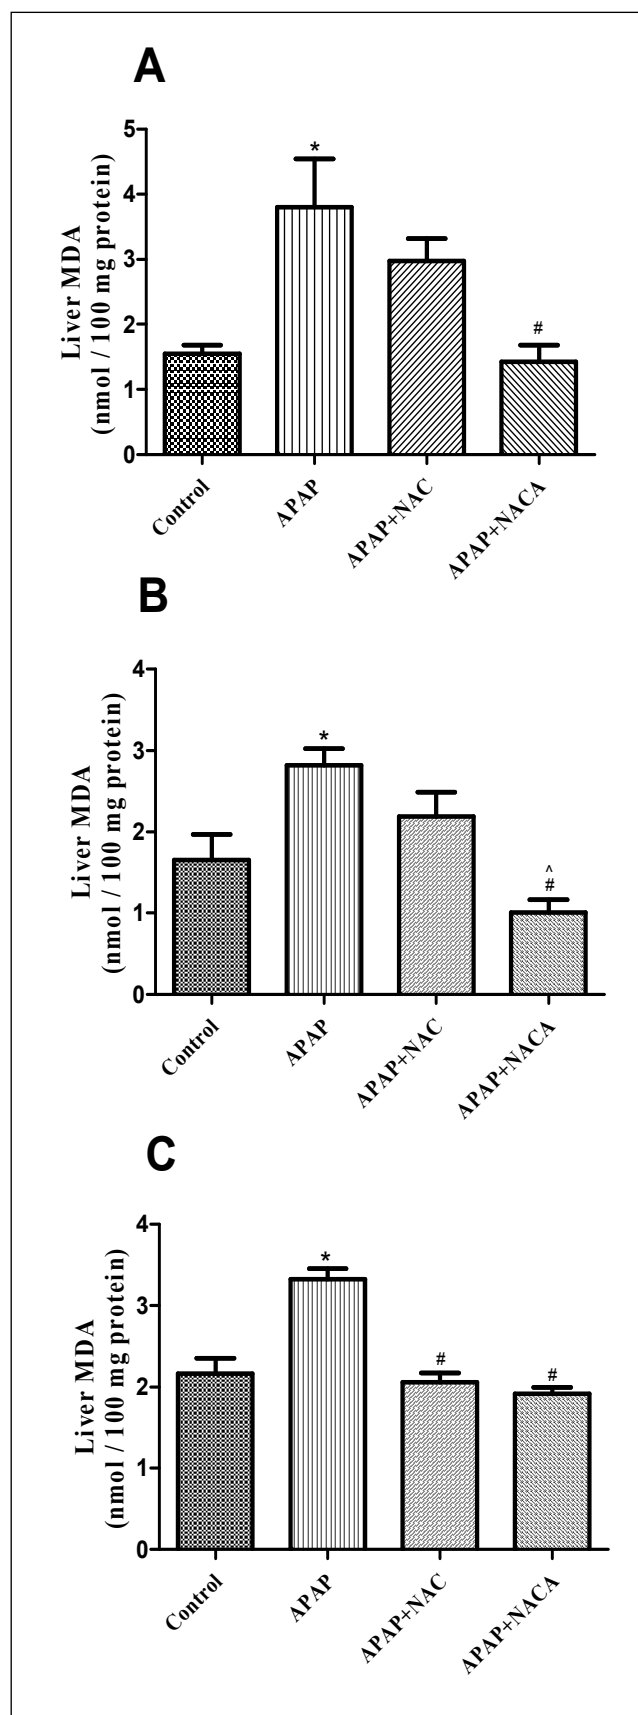 A
Liver MDA
(nmol / 100 mg protein)
5
4
3
2
1
0
*
#
Control
APAP
APAP+NAC
APAP+NACA
B
Liver MDA
(nmol / 100 mg protein)
4
3
2
1
0
*
^
#
Control
APAP
APAP+NAC
APAP+NACA
C
Liver MDA
(nmol / 100 mg protein)
4
3
2
1
0
*
#
#
Control
APAP
APAP+NAC
APAP+NACA